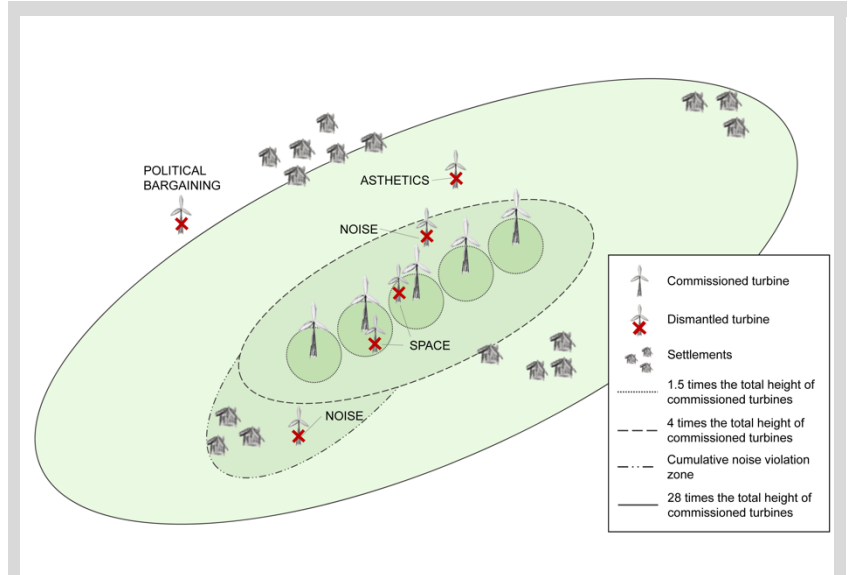 POLITICAL
BARGAINING
ASTHETICS
NOISE
SPACE
NOISE
Commissioned turbine
Dismantled turbine
Settlements
1.5 times the total height of
commissioned turbines
4 times the total height of
commissioned turbines
Cumulative noise violation
zone
28 times the total height of
commissioned turbines